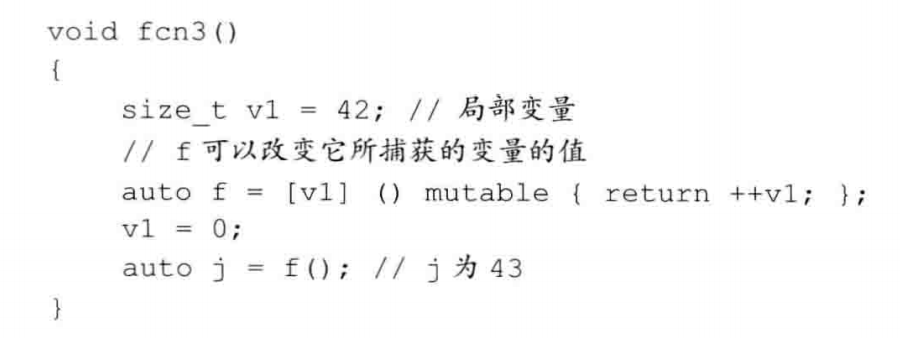 void fcn3()
{
    size_t v1 = 42; // 局部变量
    // f 可以改变它所捕获的变量的值
    auto f = [v1] () mutable { return ++v1; };
    v1 = 0;
    auto j = f(); // j 为 43
}